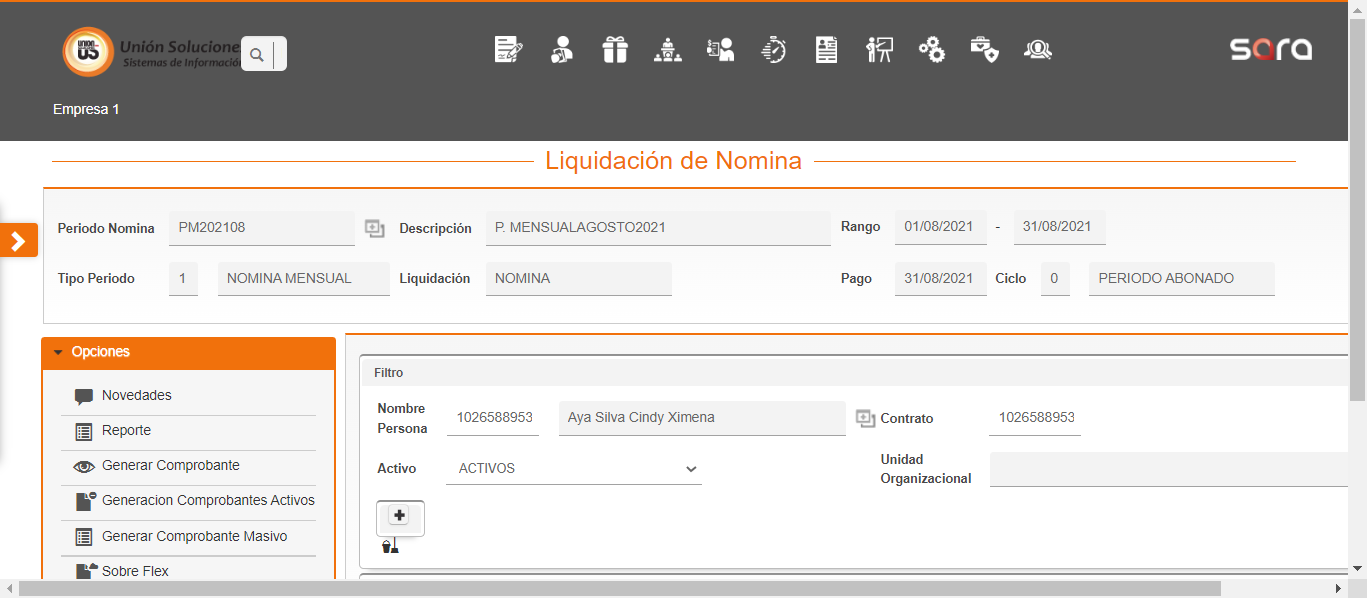 UNION
US
Unión Solucione
Sistemas de Informació
sara
Empresa 1
Liquidación de Nomina
Periodo Nomina PM202108 Descripción P. MENSUALAGOSTO2021 Rango 01/08/2021 - 31/08/2021
Tipo Periodo 1 NOMINA MENSUAL Liquidación NOMINA Pago 31/08/2021 Ciclo 0 PERIODO ABONADO
Opciones
Novedades
Reporte
Generar Comprobante
Generacion Comprobantes Activos
Generar Comprobante Masivo
Sobre Flex
Filtro
Nombre
Persona 1026588953 Aya Silva Cindy Ximena Contrato 1026588953
Activo ACTIVOS Unidad
Organizacional